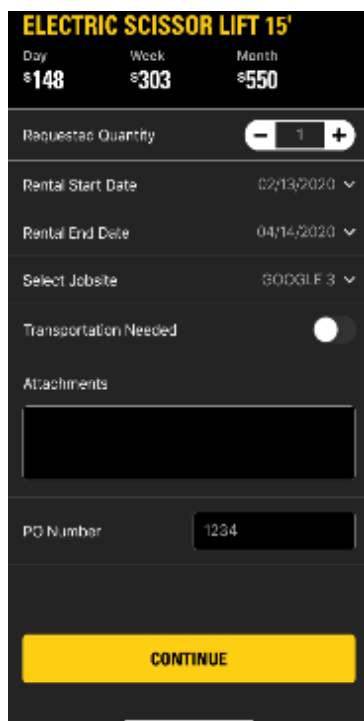 ELECTRIC SCISSOR LIFT 15'
Day Week Month
$148 $303 $550
Requested Quantity - 1 +
Rental Start Date 02/13/2020
Rental End Date 04/14/2020
Select Jobsite GOOGLE 3
Transportation Needed
Attachments
PO Number 1234
CONTINUE